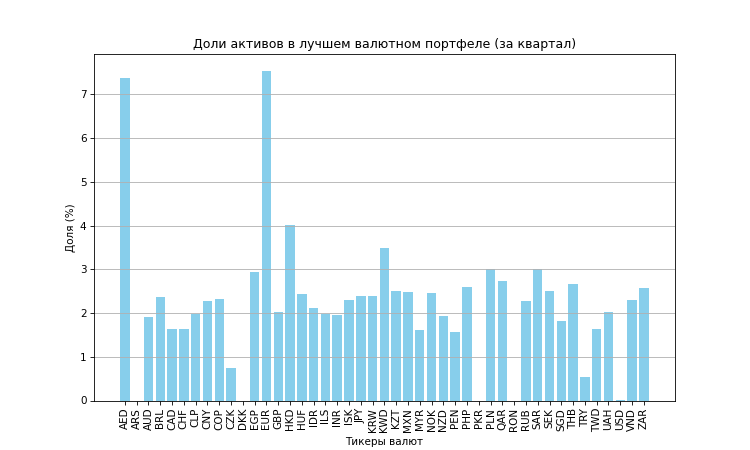 Доли активов в лучшем валютном портфеле (за квартал)
Доля (%)
7
6
5
4
3
2
1
0
AED ARS AUD BRL CAD CHF CLP CNY COP CZK DKK EGP EUR GBP HKD HUF IDR ILS INR ISK JPY KRW KWD KZT MXN MYR NOK NZD PEN PHP PKR PLN QAR RON RUB SAR SEK SGD THB TRY TWD UAH USD VND ZAR
Тикеры валют